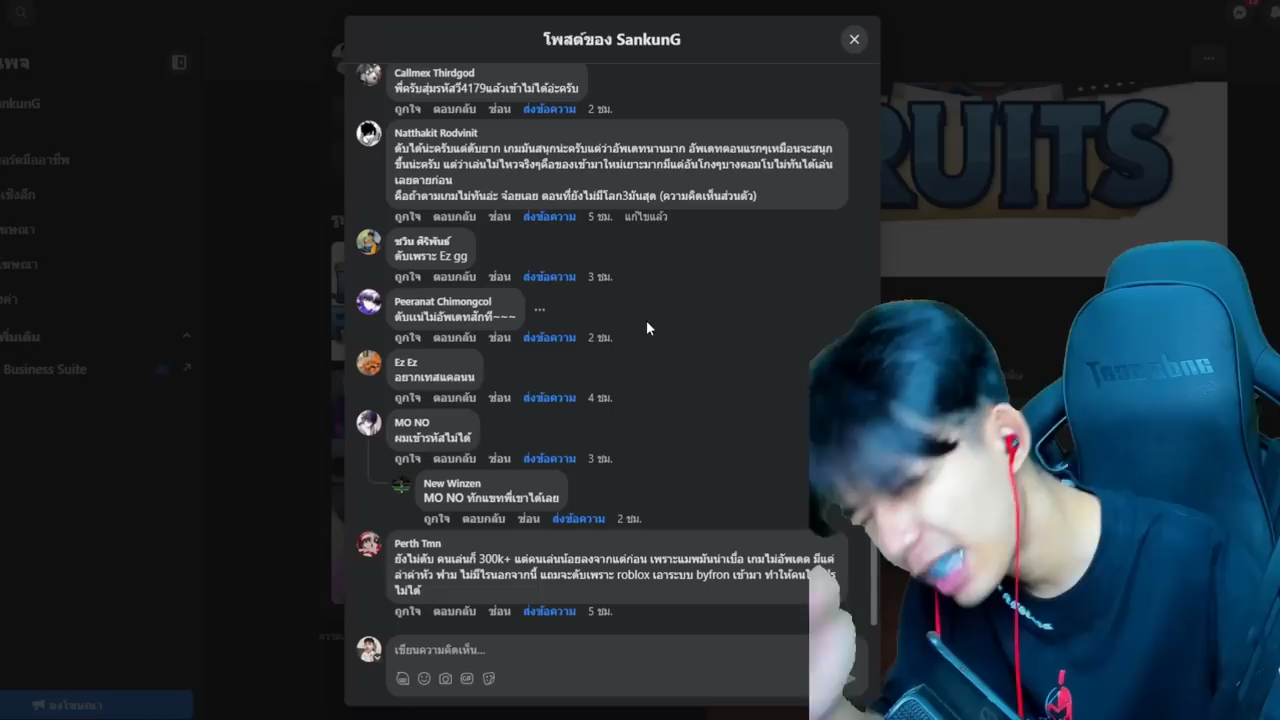 โพสต์ของ SankunG
Callmex Thirdgod
พี่ครับสุ่มรหัสวี4179แล้วเข้าไม่ได้อ่ะครับ
ถูกใจ ตอบกลับ ซ่อน ส่งข้อความ 2 ชม.
Natthakit Rodvinit
ดับได้น่ะครับแต่ดับยาก เกมมันสนุกน่ะครับแต่ว่าอัพเดทนานมาก อัพเดทตอนแรกๆเหมือนจะสนุก
ขึ้นน่ะครับ แต่ว่าเล่นไม่ไหวจริงๆคือของเข้ามาใหม่เยาะมากมีแต่อันโกงๆบางคอมโบไม่ทันได้เล่น
เลยตายก่อน
คือถ้าตามเกมไม่ทันอ่ะ จ๋อยเลย ตอนที่ยังไม่มีโลก3มันสุด (ความคิดเห็นส่วนตัว)
ถูกใจ ตอบกลับ ซ่อน ส่งข้อความ 5 ชม. แก้ไขแล้ว
ชวิน ศิริพันธ์
ดับเพราะ Ez gg
ถูกใจ ตอบกลับ ซ่อน ส่งข้อความ 3 ชม.
Peeranat Chimongcol
ดับแน่ไม่อัพเดทสักที~~~
ถูกใจ ตอบกลับ ซ่อน ส่งข้อความ 2 ชม.
Ez Ez
อยากเทสแคลนน
ถูกใจ ตอบกลับ ซ่อน ส่งข้อความ 4 ชม.
MO NO
ผมเข้ารหัสไม่ได้
ถูกใจ ตอบกลับ ซ่อน ส่งข้อความ 3 ชม.
New Winzen
MO NO ทักแชทพี่เขาได้เลย
ถูกใจ ตอบกลับ ซ่อน ส่งข้อความ 2 ชม.
Perth Tmn
ยังไม่ดับ คนเล่นก็ 300k+ แต่คนเล่นน้อยลงจากแต่ก่อน เพราะแมพมันน่าเบื่อ เกมไม่อัพเดต มีแค่
ล่าค่าหัว ฟาม ไม่มีไรนอกจากนี้ แถมจะดับเพราะ roblox เอาระบบ byfron เข้ามา ทำให้คน
ไม่ได้
ถูกใจ ตอบกลับ ซ่อน ส่งข้อความ 5 ชม.
เขียนความคิดเห็น...
เพจ
nkunG
Business Suite
ลงโฆษณา
RUITS